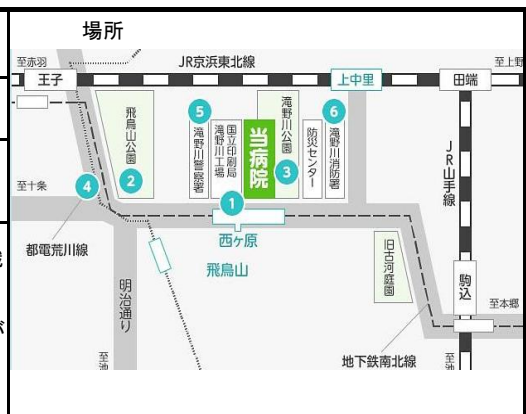 場所
至赤羽
JR京浜東北線
至上野
王子
上中里
田端
飛鳥山公園
5
滝野川警察署
国立印刷局
滝野川工場
当病院
滝野川公園
3
防災センター
6
滝野川消防署
JR山手線
2
1
4
至十条
都電荒川線
西ケ原
飛鳥山
旧古河庭園
明治通り
駒込
至本郷
地下鉄南北線
至池
至
が